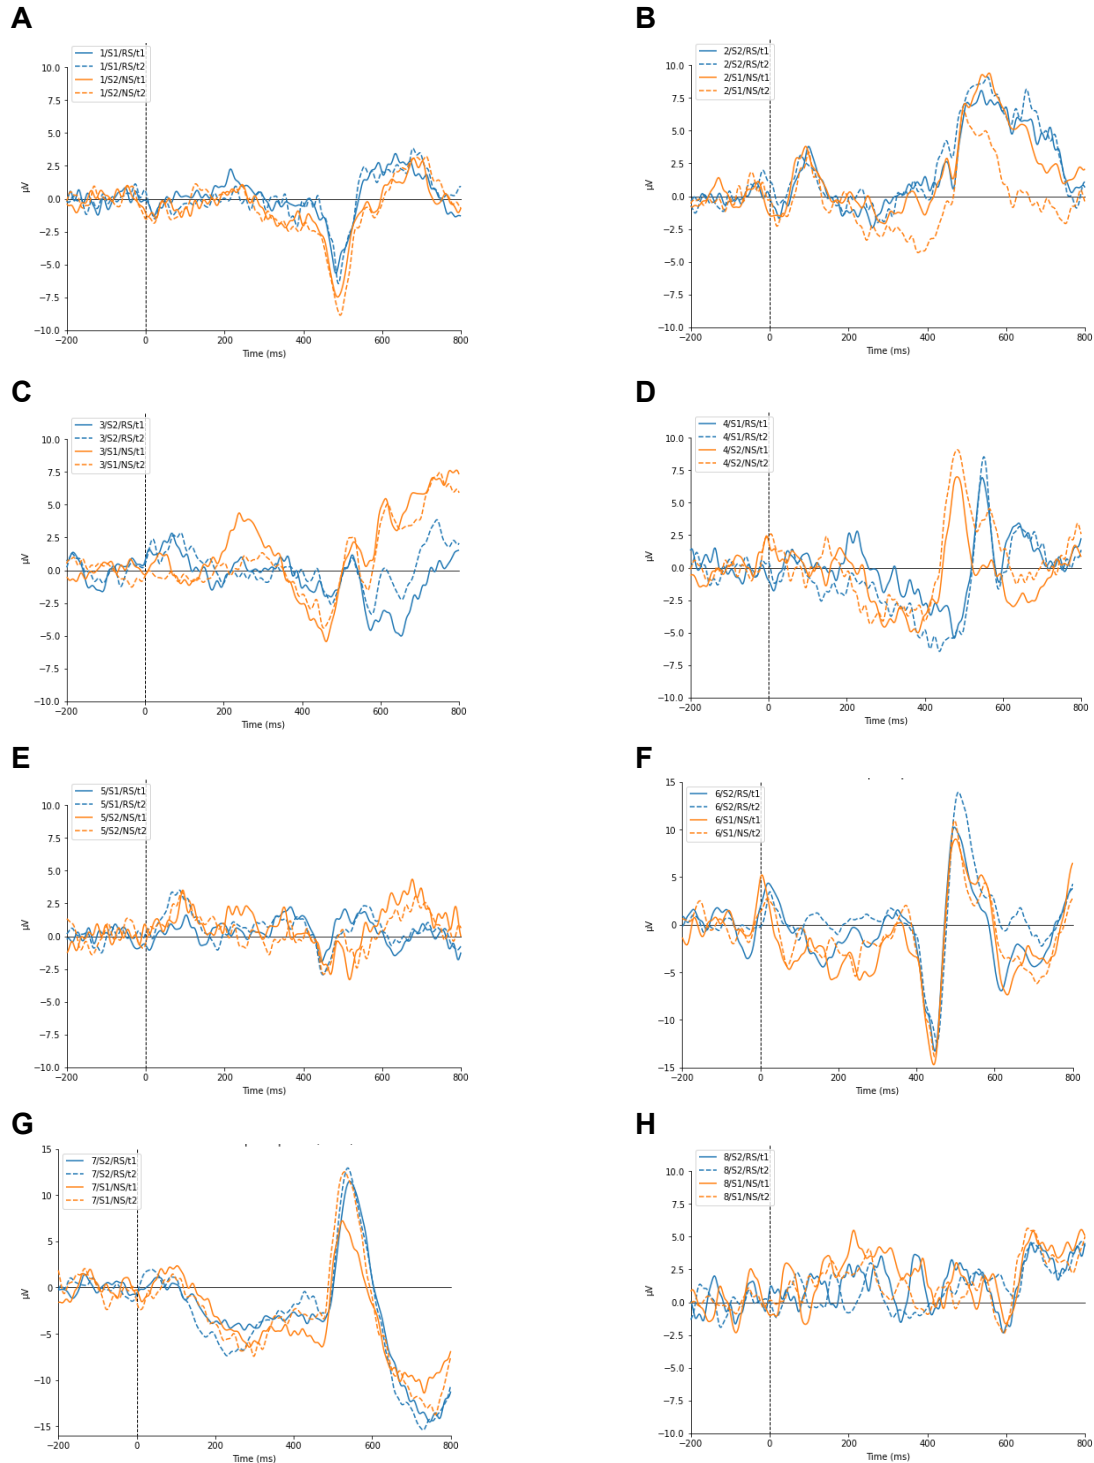 A
1/S1/RS/t1
1/S1/RS/t2
1/S2/NS/t1
1/S2/NS/t2
10.0
7.5
5.0
2.5
0.0
−2.5
−5.0
−7.5
−10.0
µV
−200 0 200 400 600 800
Time (ms)
B
2/S2/RS/t1
2/S2/RS/t2
2/S1/NS/t1
2/S1/NS/t2
10.0
7.5
5.0
2.5
0.0
−2.5
−5.0
−7.5
−10.0
µV
−200 0 200 400 600 800
Time (ms)
C
3/S2/RS/t1
3/S2/RS/t2
3/S1/NS/t1
3/S1/NS/t2
10.0
7.5
5.0
2.5
0.0
−2.5
−5.0
−7.5
−10.0
µV
−200 0 200 400 600 800
Time (ms)
D
4/S1/RS/t1
4/S1/RS/t2
4/S2/NS/t1
4/S2/NS/t2
10.0
7.5
5.0
2.5
0.0
−2.5
−5.0
−7.5
−10.0
µV
−200 0 200 400 600 800
Time (ms)
E
5/S1/RS/t1
5/S1/RS/t2
5/S2/NS/t1
5/S2/NS/t2
10.0
7.5
5.0
2.5
0.0
−2.5
−5.0
−7.5
−10.0
µV
−200 0 200 400 600 800
Time (ms)
F
6/S2/RS/t1
6/S2/RS/t2
6/S1/NS/t1
6/S1/NS/t2
15
10
5
0
−5
−10
−15
µV
−200 0 200 400 600 800
Time (ms)
G
7/S2/RS/t1
7/S2/RS/t2
7/S1/NS/t1
7/S1/NS/t2
15
10
5
0
−5
−10
−15
µV
−200 0 200 400 600 800
Time (ms)
H
8/S2/RS/t1
8/S2/RS/t2
8/S1/NS/t1
8/S1/NS/t2
10.0
7.5
5.0
2.5
0.0
−2.5
−5.0
−7.5
−10.0
µV
−200 0 200 400 600 800
Time (ms)